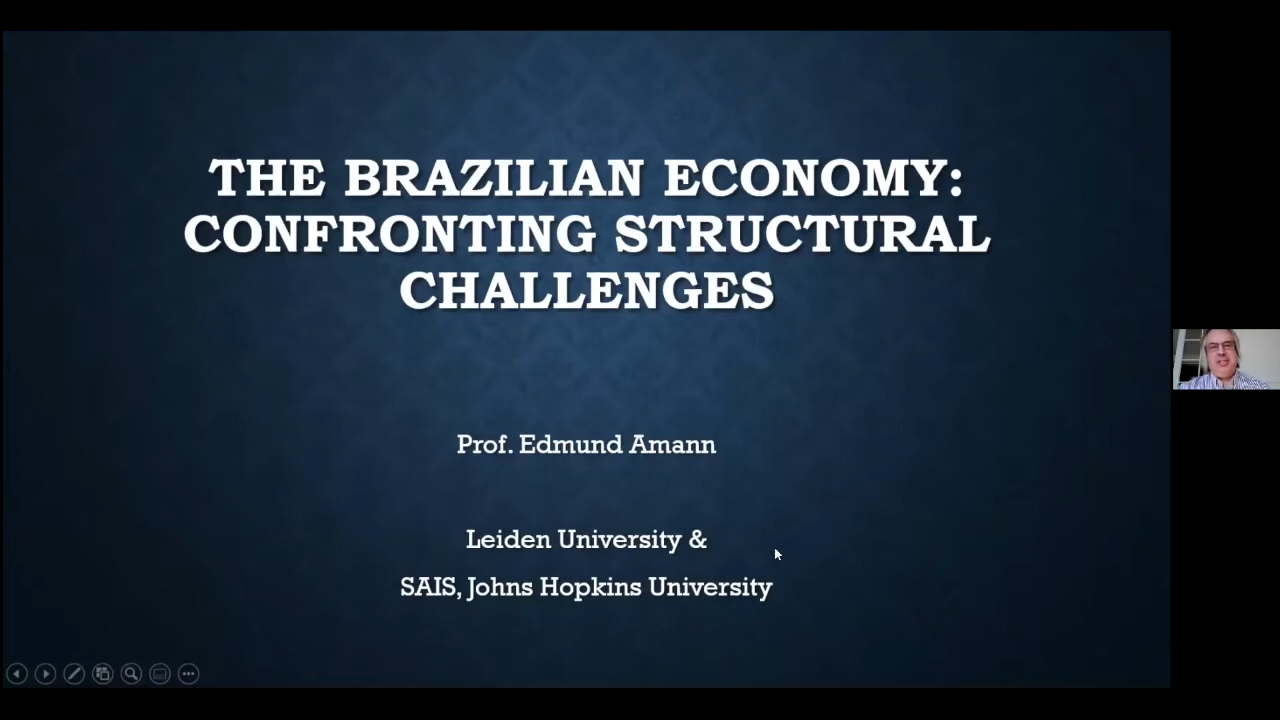 THE BRAZILIAN ECONOMY:
CONFRONTING STRUCTURAL
CHALLENGES
Prof. Edmund Amann
Leiden University &
SAIS, Johns Hopkins University